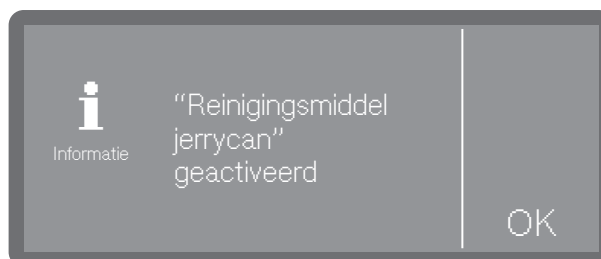 Informatie
“Reinigingsmiddel
jerrycan”
geactiveerd
OK